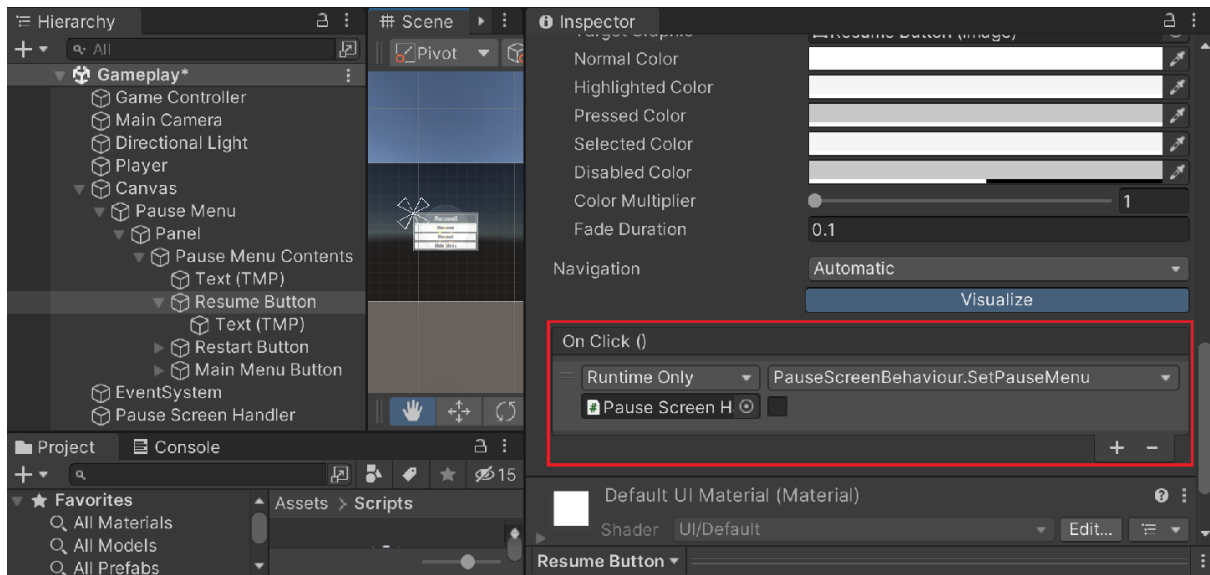 Hierarchy
All
Gameplay*
Game Controller
Main Camera
Directional Light
Player
Canvas
Pause Menu
Panel
Pause Menu Contents
Text (TMP)
Resume Button
Text (TMP)
Restart Button
Main Menu Button
EventSystem
Pause Screen Handler
Project
Console
15
Favorites
All Materials
All Models
All Prefabs
Assets > Scripts
Scene
Pivot
Inspector
Normal Color
Highlighted Color
Pressed Color
Selected Color
Disabled Color
Color Multiplier 1
Fade Duration 0.1
Navigation Automatic
Visualize
On Click ()
Runtime Only PauseScreenBehaviour.SetPauseMenu
# Pause Screen H
Default UI Material (Material)
Shader UI/Default Edit...
Resume Button